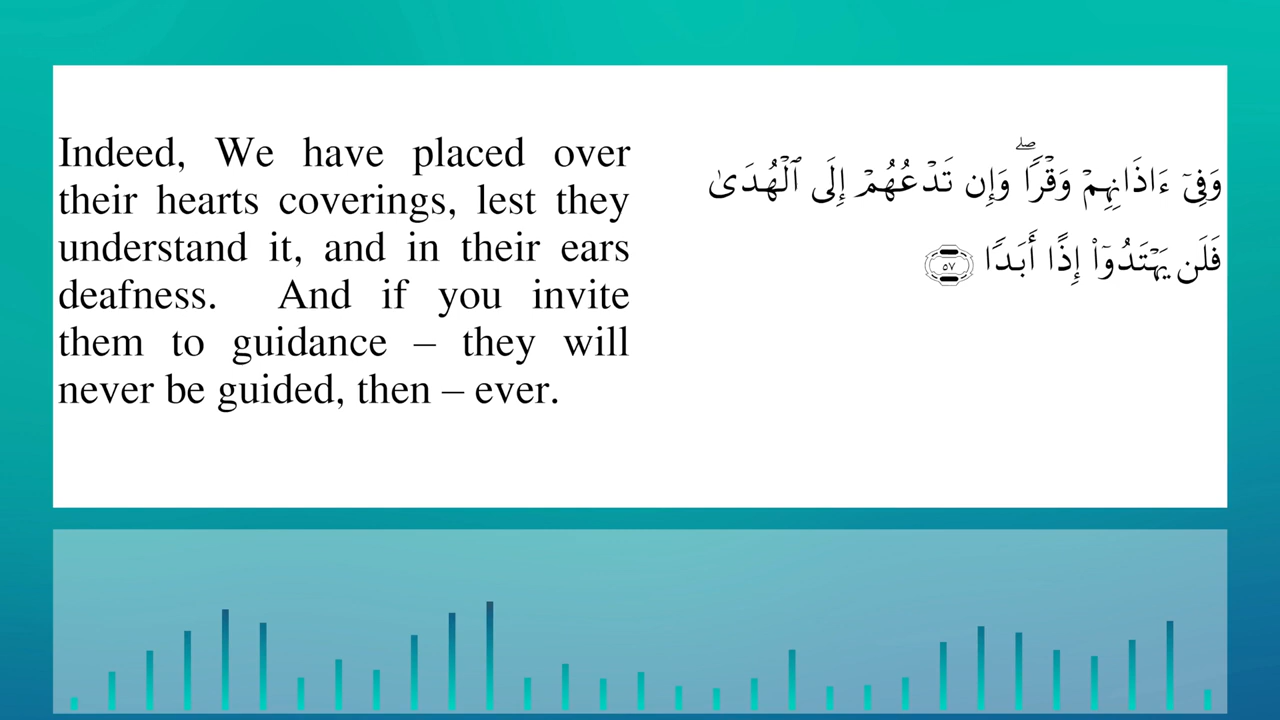 Indeed, We have placed over
their hearts coverings, lest they
understand it, and in their ears
deafness. And if you invite
them to guidance – they will
never be guided, then – ever.
وَفِىٓ ءَاذَانِهِمْ وَقْرًۭا ۖ وَإِن تَدْعُهُمْ إِلَى ٱلْهُدَىٰ
فَلَن يَهْتَدُوٓا۟ إِذًا أَبَدًۭا ٥٧